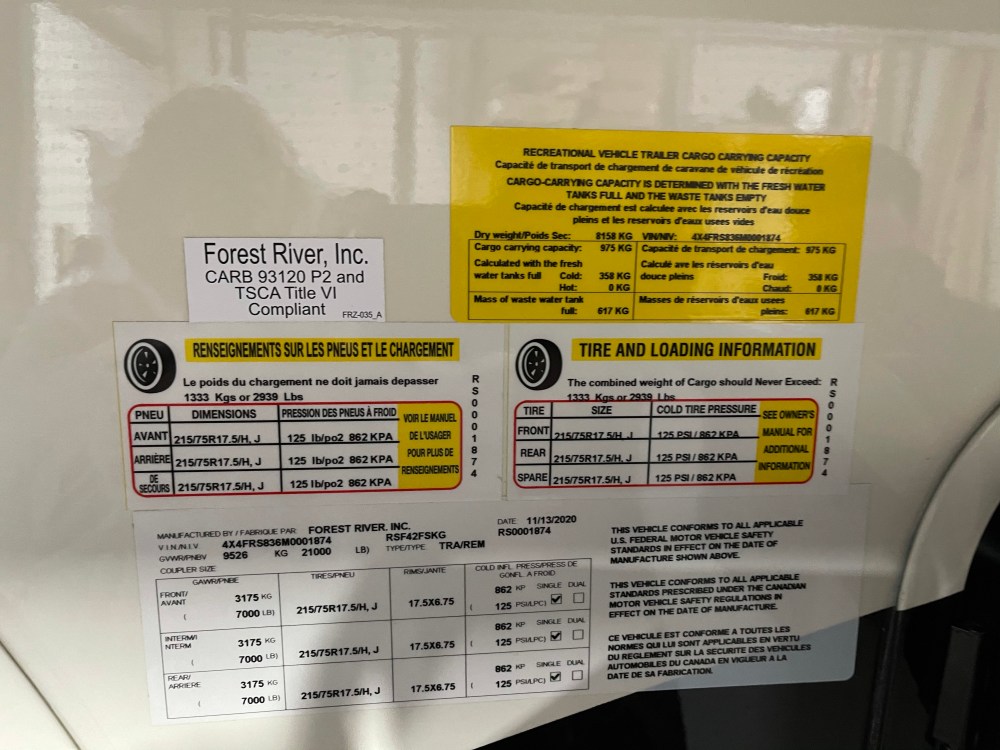 RECREATIONAL VEHICLE TRAILER CARGO CARRYING CAPACITY
Capacité de transport de chargement de caravane de véhicule de récréation
CARGO-CARRYING CAPACITY IS DETERMINED WITH THE FRESH WATER
TANKS FULL AND THE WASTE TANKS EMPTY
Capacité de chargement est calculee avec les reservoirs d'eau douce
pleins et les reservoirs d'eaux usees vides
Dry weight/Poids Sec: 8158 KG VIN/NIV: 4X4FRS836M0001874
Cargo carrying capacity: 975 KG Capacité de transport de chargement: 975 KG
Calculated with the fresh Calculé ave les réservoirs d'eau
water tanks full Cold: 358 KG douce pleins Froid: 358 KG
Hot: 0 KG Chaud: 0 KG
Mass of waste water tank Masses de réservoirs d'eaux usees
full: 617 KG pleins: 617 KG
Forest River, Inc.
CARB 93120 P2 and
TSCA Title VI
Compliant FRZ-035_A
RENSEIGNEMENTS SUR LES PNEUS ET LE CHARGEMENT
Le poids du chargement ne doit jamais depasser
1333 Kgs or 2939 Lbs
PNEU DIMENSIONS PRESSION DES PNEUS À FROID VOIR LE MANUEL
AVANT 215/75R17.5/H, J 125 lb/po2 862 KPA DE L'USAGER
ARRIÈRE 215/75R17.5/H, J 125 lb/po2 862 KPA POUR PLUS DE
RENSEIGNEMENTS
DE SECOURS 215/75R17.5/H, J 125 lb/po2 862 KPA
RS0001874
TIRE AND LOADING INFORMATION
The combined weight of Cargo should Never Exceed:
1333 Kgs or 2939 Lbs
TIRE SIZE COLD TIRE PRESSURE SEE OWNER'S
FRONT 215/75R17.5/H, J 125 PSI / 862 KPA MANUAL FOR
REAR 215/75R17.5/H, J 125 PSI / 862 KPA ADDITIONAL
INFORMATION
SPARE 215/75R17.5/H, J 125 PSI / 862 KPA
RS0001874
MANUFACTURED BY / FABRIQUE PAR: FOREST RIVER, INC. DATE 11/13/2020
V.I.N./N.I.V. 4X4FRS836M0001874 RSF42FSKG RS0001874
GVWR/PNBV 9526 KG 21000 LB) TYPE/TYPE TRA/REM
COUPLER SIZE
GAWR/PNBE TIRES/PNEU RIMS/JANTE COLD INFL. PRESS/PRESS DE
GONFL A FROID
FRONT/ AVANT 3175 KG 862 KP SINGLE DUAL
( 7000 LB) 215/75R17.5/H, J 17.5X6.75 ( 125 PSI/LPC)
INTERM/I NTERM 3175 KG 862 KP SINGLE DUAL
( 7000 LB) 215/75R17.5/H, J 17.5X6.75 ( 125 PSI/LPC)
REAR/ ARRIERE 3175 KG 862 KP SINGLE DUAL
( 7000 LB) 215/75R17.5/H, J 17.5X6.75 ( 125 PSI/LPC)
THIS VEHICLE CONFORMS TO ALL APPLICABLE
U.S. FEDERAL MOTOR VEHICLE SAFETY
STANDARDS IN EFFECT ON THE DATE OF
MANUFACTURE SHOWN ABOVE.
THIS VEHICLE CONFORMS TO ALL APPLICABLE
STANDARDS PRESCRIBED UNDER THE CANADIAN
MOTOR VEHICLE SAFETY REGULATIONS IN
EFFECT ON THE DATE OF MANUFACTURE.
CE VEHICULE EST CONFORME A TOUTES LES
NORMES QUI LUI SONT APPLICABLES EN VERTU
DU REGLEMENT SUR LA SECURITE DES VEHICULES
AUTOMOBILES DU CANADA EN VIGUEUR A LA
DATE DE SA FABRICATION.